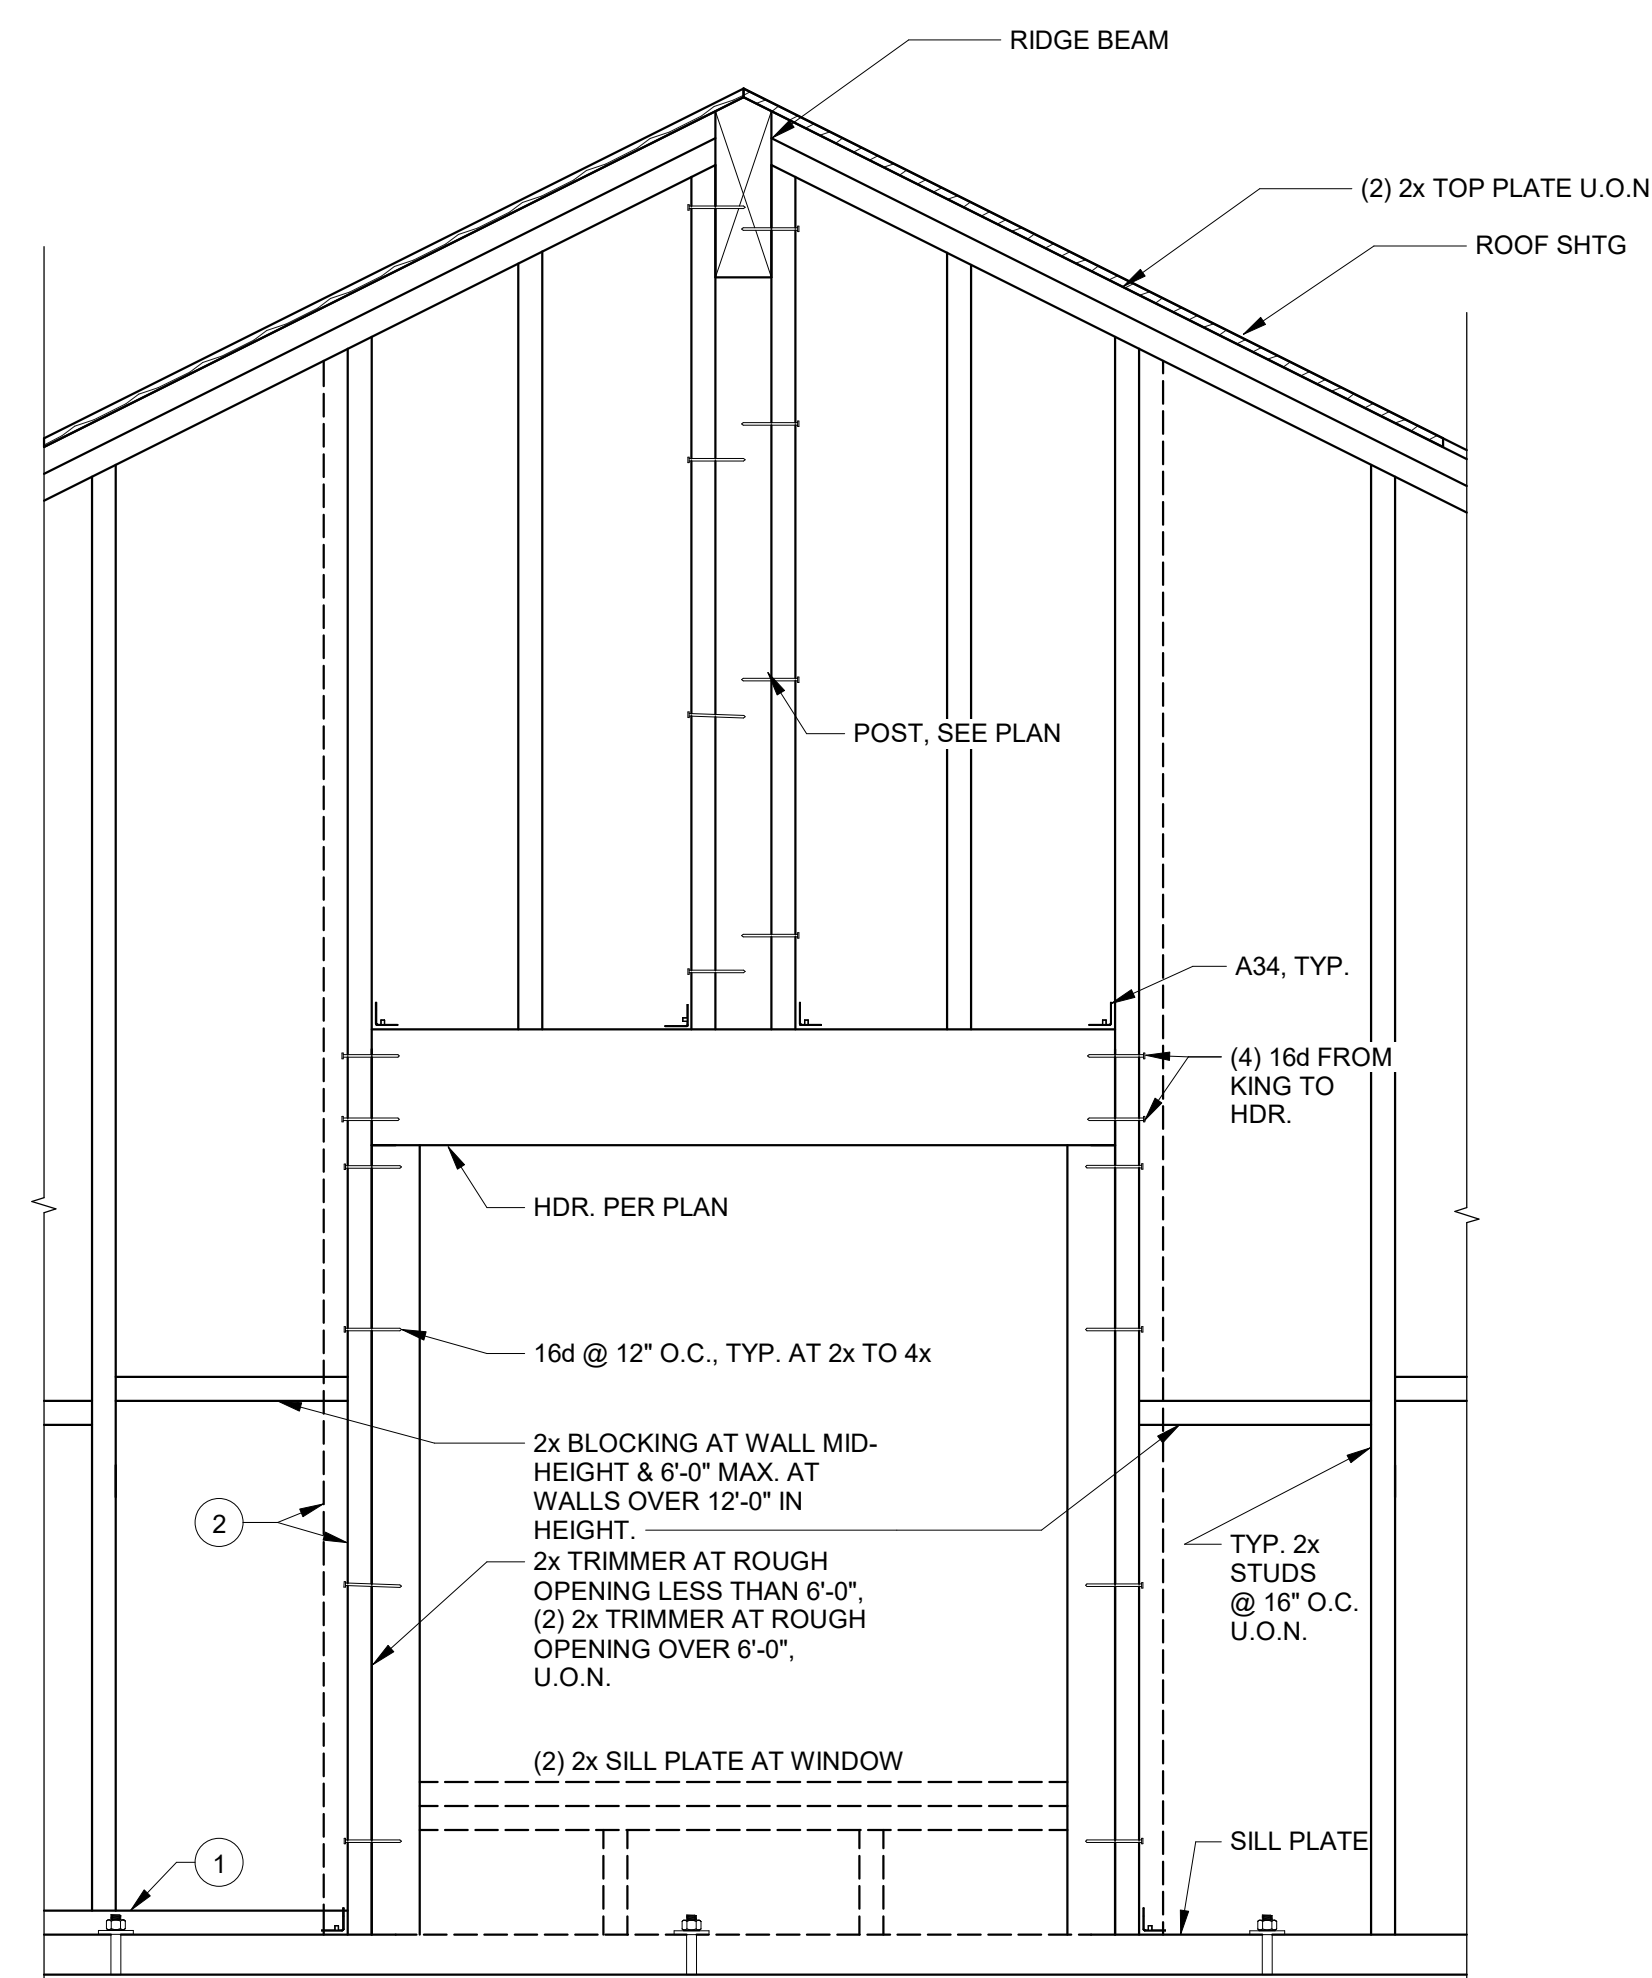 RIDGE BEAM
(2) 2x TOP PLATE U.O.N
ROOF SHTG
POST, SEE PLAN
A34, TYP.
(4) 16d FROM
KING TO
HDR.
HDR. PER PLAN
16d @ 12" O.C., TYP. AT 2x TO 4x
2x BLOCKING AT WALL MID-
HEIGHT & 6'-0" MAX. AT
WALLS OVER 12'-0" IN
HEIGHT.
2
TYP. 2x
STUDS
@ 16" O.C.
U.O.N.
2x TRIMMER AT ROUGH
OPENING LESS THAN 6'-0",
(2) 2x TRIMMER AT ROUGH
OPENING OVER 6'-0",
U.O.N.
(2) 2x SILL PLATE AT WINDOW
SILL PLATE
1